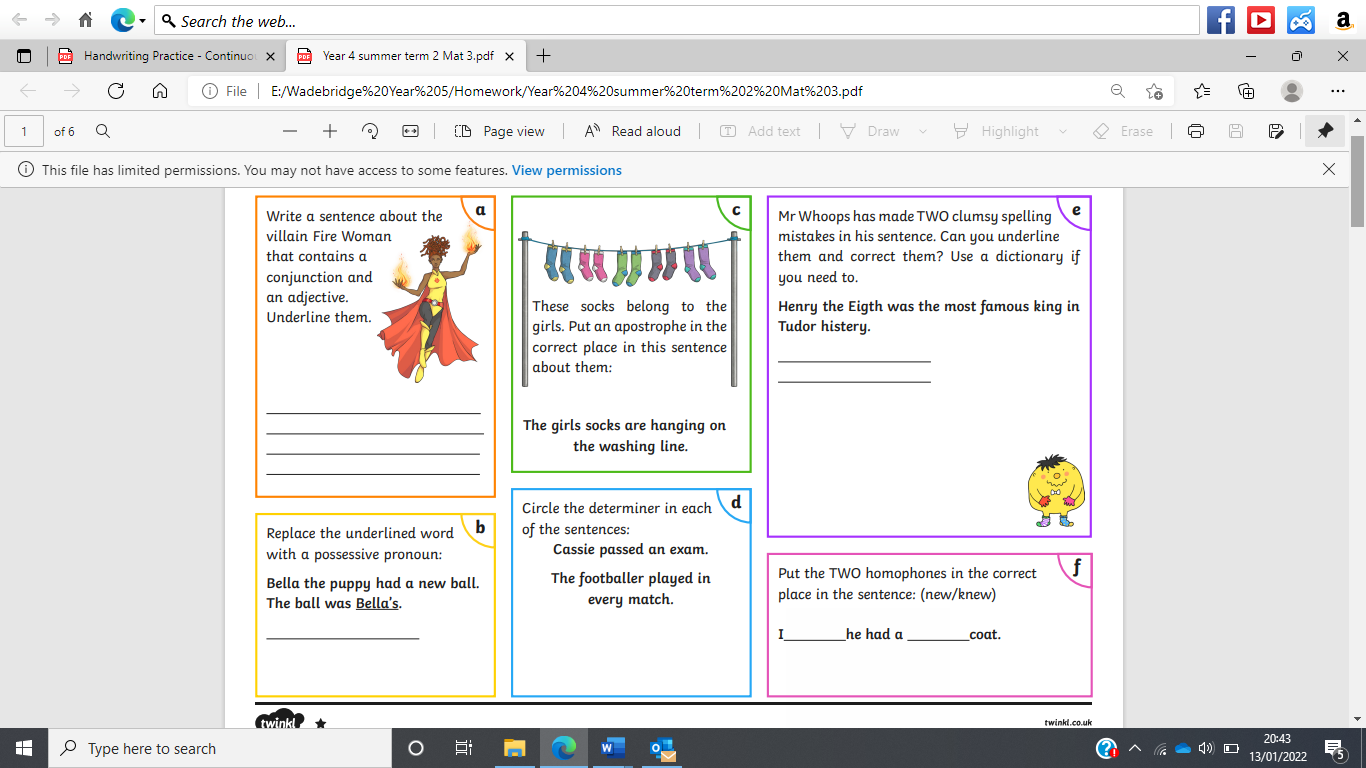 Search the web...
a
Handwriting Practice - Continuo
Year 4 summer term 2 Mat 3.pdf
File
E:/Wadebridge%20Year%205/Homework/Year%204%20summer%20term%202%20Mat%203.pdf
1
of 6
Page view
Read aloud
Add text
Draw
Highlight
Erase
This file has limited permissions. You may not have access to some features. View permissions
a
Write a sentence about the
villain Fire Woman
that contains a
conjunction and
an adjective.
Underline them.
b
Replace the underlined word
with a possessive pronoun:
Bella the puppy had a new ball.
The ball was Bella's.
c
These socks belong to the
girls. Put an apostrophe in the
correct place in this sentence
about them:
The girls socks are hanging on
the washing line.
d
Circle the determiner in each
of the sentences:
Cassie passed an exam.
The footballer played in
every match.
e
Mr Whoops has made TWO clumsy spelling
mistakes in his sentence. Can you underline
them and correct them? Use a dictionary if
you need to.
Henry the Eigth was the most famous king in
Tudor histery.
f
Put the TWO homophones in the correct
place in the sentence: (new/knew)
I________he had a ________coat.
twinkl
twinkl.co.uk
Type here to search
20:43
13/01/2022
5